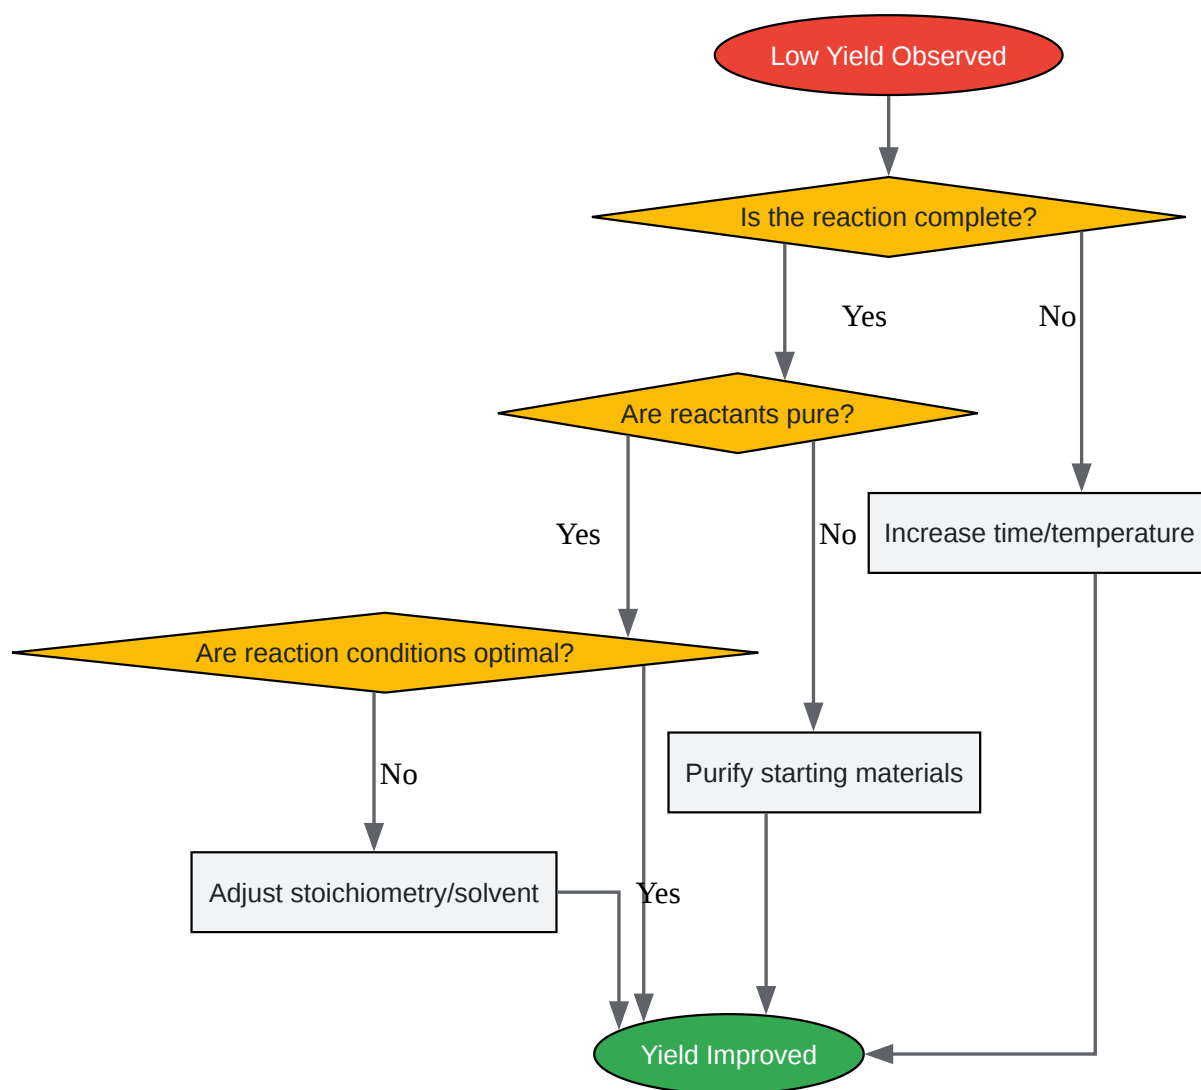 Low Yield Observed
Is the reaction complete?
Yes
No
Are reactants pure?
Yes
No
Increase time/temperature
Are reaction conditions optimal?
No
Purify starting materials
Adjust stoichiometry/solvent
Yes
Yield Improved